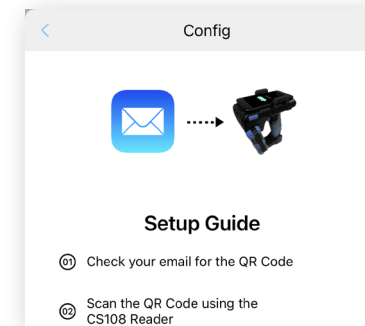 Config
Setup Guide
01 Check your email for the QR Code
02 Scan the QR Code using the
CS108 Reader